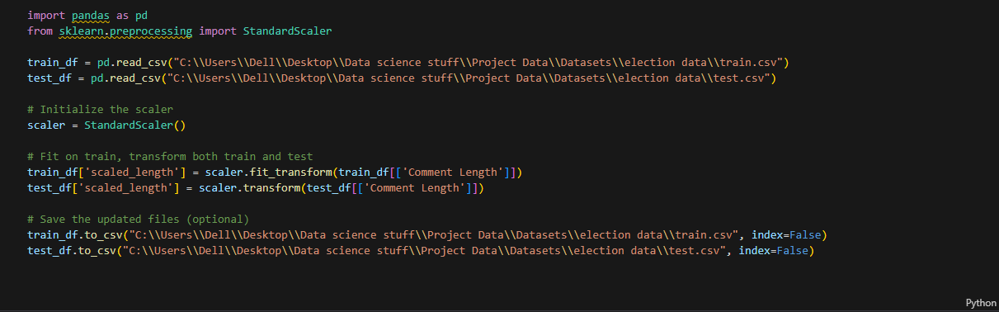 import pandas as pd
from sklearn.preprocessing import StandardScaler
train_df = pd.read_csv("C:\\Users\\Dell\\Desktop\\Data science stuff\\Project Data\\Datasets\\election data\\train.csv")
test_df = pd.read_csv("C:\\Users\\Dell\\Desktop\\Data science stuff\\Project Data\\Datasets\\election data\\test.csv")
# Initialize the scaler
scaler = StandardScaler()
# Fit on train, transform both train and test
train_df['scaled_length'] = scaler.fit_transform(train_df[['Comment Length']])
test_df['scaled_length'] = scaler.transform(test_df[['Comment Length']])
# Save the updated files (optional)
train_df.to_csv("C:\\Users\\Dell\\Desktop\\Data science stuff\\Project Data\\Datasets\\election data\\train.csv", index=False)
test_df.to_csv("C:\\Users\\Dell\\Desktop\\Data science stuff\\Project Data\\Datasets\\election data\\test.csv", index=False)
Python